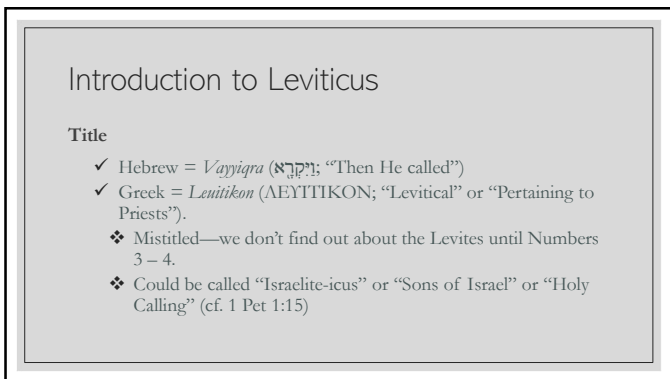 Introduction to Leviticus
Title
✓ Hebrew = Vayyiqra (וַיִּקְרָ֖א; “Then He called”)
✓ Greek = Leuitikon (ΛΕΥΙΤΙΚΟΝ; “Levitical” or “Pertaining to
Priests”).
❖ Mistitled—we don’t find out about the Levites until Numbers
3 – 4.
❖ Could be called “Israelite-icus” or “Sons of Israel” or “Holy
Calling” (cf. 1 Pet 1:15)